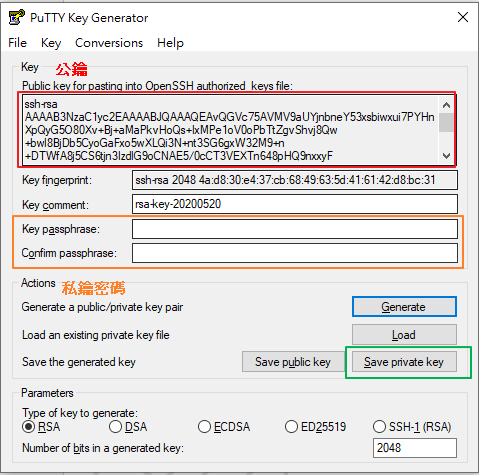 PuTTY Key Generator
File Key Conversions Help
Key 公鑰
Public key for pasting into OpenSSH authorized_keys file:
ssh-rsa
AAAAB3NzaC1yc2EAAAABJQAAAQEAvQGVc75AVMV9aUYjnbneY53xsbiwxui7PYHn
XpQyG5O80Xv+Bj+aMaPkvHoQs+lxMPe1oV0oPbTtZgvShvj8Qw
+bwI8BjDb5CyoGaFxo5wXLQi3N+nt3SG6gxW32M9+n
+DTWfA8j5CS6tjn3IzdlG9oCNAE5/0cCT3VEXTn648pHQ9nxxyF
Key fingerprint: ssh-rsa 2048 4a:d8:30:e4:37:cb:68:49:63:5d:41:61:42:d8:bc:31
Key comment: rsa-key-20200520
Key passphrase:
Confirm passphrase:
Actions 私鑰密碼
Generate a public/private key pair Generate
Load an existing private key file Load
Save the generated key Save public key Save private key
Parameters
Type of key to generate:
RSA DSA ECDSA ED25519 SSH-1 (RSA)
Number of bits in a generated key: 2048